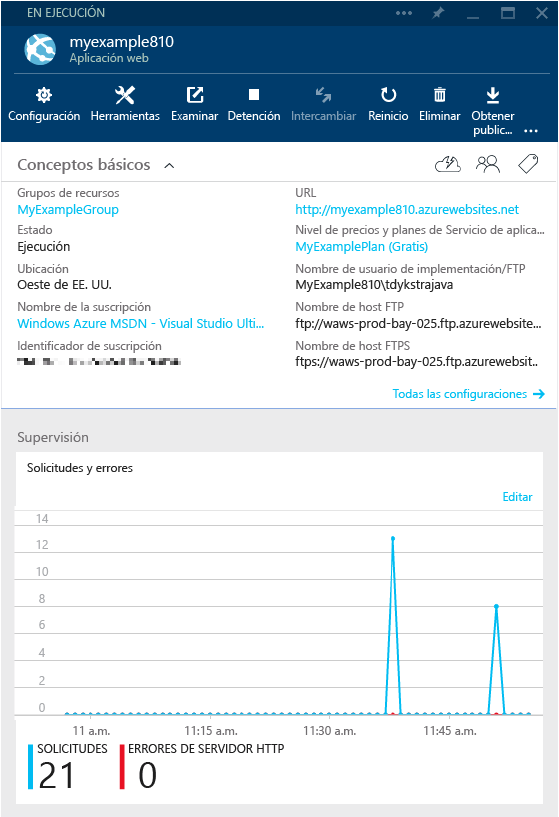 EN EJECUCIÓN
myexample810
Aplicación web
Configuración Herramientas Examinar Detención Intercambiar Reinicio Eliminar Obtener public...
Conceptos básicos
Grupos de recursos
MyExampleGroup
Estado
Ejecución
Ubicación
Oeste de EE. UU.
Nombre de la suscripción
Windows Azure MSDN - Visual Studio Ulti...
Identificador de suscripción
URL
http://myexample810.azurewebsites.net
Nivel de precios y planes de Servicio de aplica...
MyExamplePlan (Gratis)
Nombre de usuario de implementación/FTP
MyExample810\tdykstrajava
Nombre de host FTP
ftp://waws-prod-bay-025.ftp.azurewebsite...
Nombre de host FTPS
ftps://waws-prod-bay-025.ftp.azurewebsit..
Todas las configuraciones
Supervisión
Solicitudes y errores
Editar
14
12
10
8
6
4
2
0
11 a.m. 11:15 a.m. 11:30 a.m. 11:45 a.m.
SOLICITUDES
21
ERRORES DE SERVIDOR HTTP
0